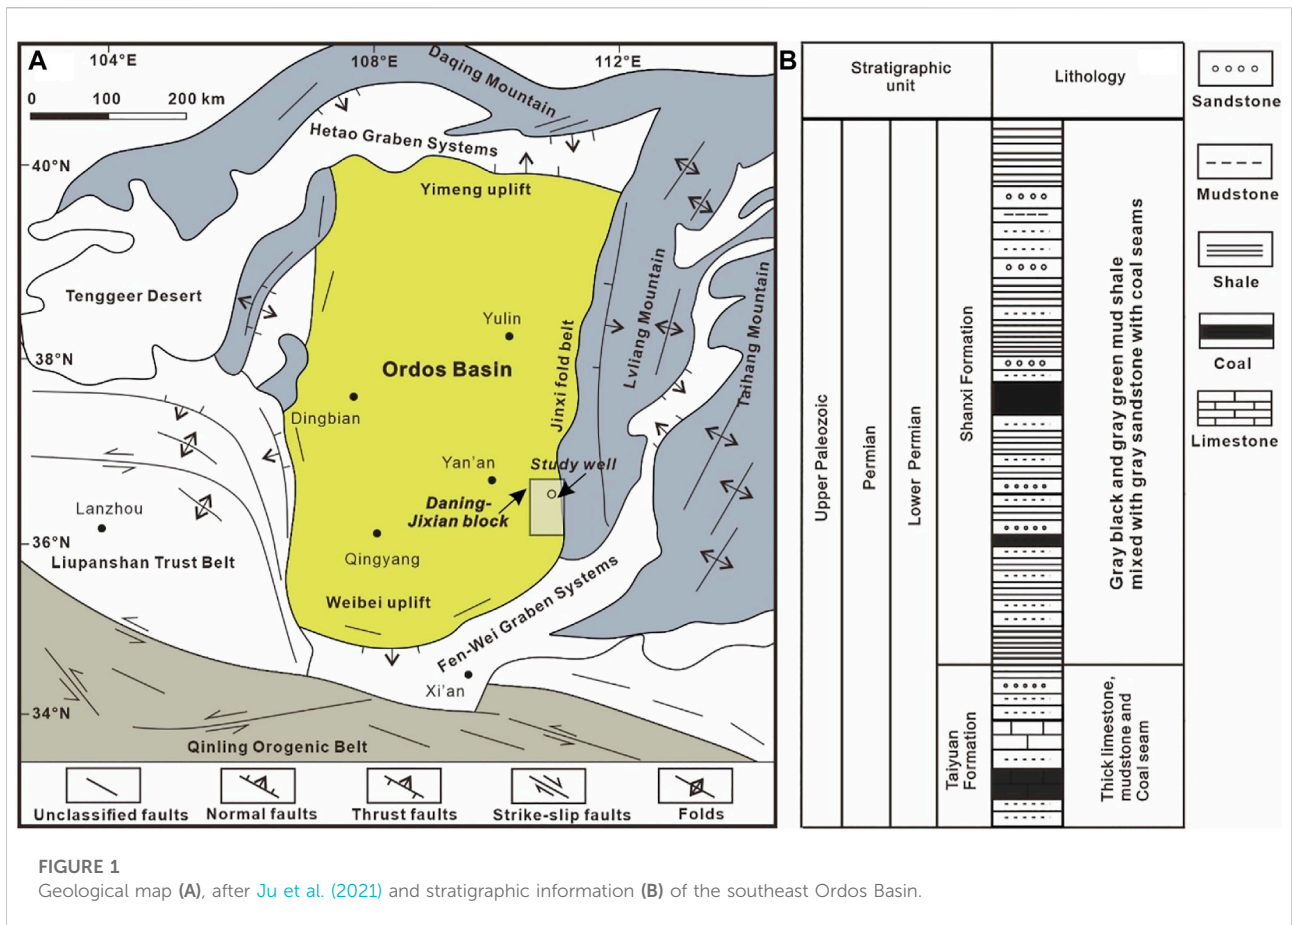 A
104°E
108°E
112°E
0 100 200 km
Daqing Mountain
Hetao Graben Systems
40°N
Yimeng uplift
Tenggeer Desert
Yulin
Jinxi fold belt
Lvliang Mountain
Taihang Mountain
38°N
Ordos Basin
Dingbian
Yan'an
Study well
Daning-
Jixian block
Lanzhou
36°N
Liupanshan Trust Belt
Qingyang
Weibei uplift
Fen-Wei Graben Systems
Xi'an
34°N
Qinling Orogenic Belt
Unclassified faults
Normal faults
Thrust faults
Strike-slip faults
Folds
B
Stratigraphic
unit
Lithology
Upper Paleozoic
Permian
Lower Permian
Shanxi Formation
Gray black and gray green mud shale
mixed with gray sandstone with coal seams
Taiyuan
Formation
Thick limestone,
mudstone and
Coal seam
Sandstone
Mudstone
Shale
Coal
Limestone
FIGURE 1
Geological map (A), after Ju et al. (2021) and stratigraphic information (B) of the southeast Ordos Basin.